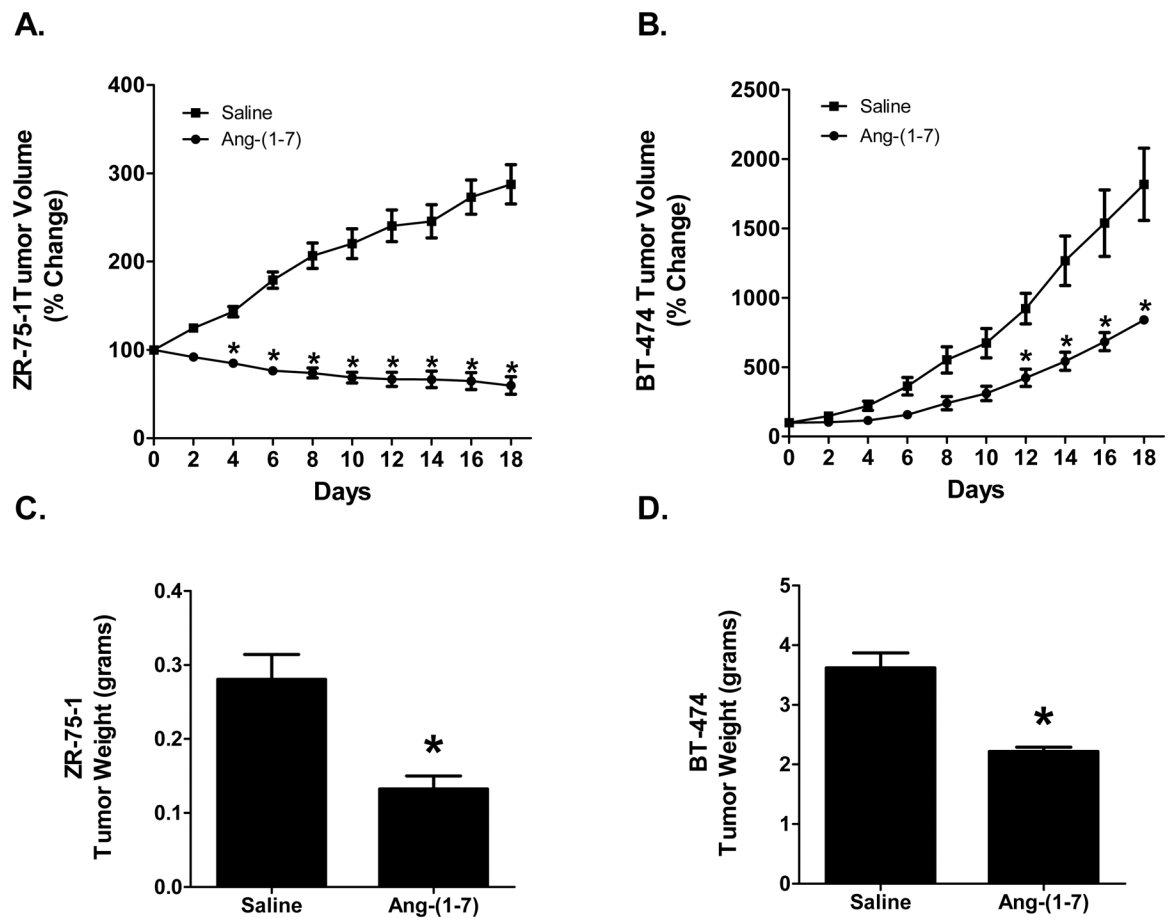 A.
ZR-75-1Tumor Volume
(% Change)
400
300
200
100
0
Saline
Ang-(1-7)
* * * * * * * *
0 2 4 6 8 10 12 14 16 18
Days
B.
BT-474 Tumor Volume
(% Change)
2500
2000
1500
1000
500
0
Saline
Ang-(1-7)
* * * *
0 2 4 6 8 10 12 14 16 18
Days
C.
ZR-75-1
Tumor Weight (grams)
0.4
0.3
0.2
0.1
0.0
*
Saline Ang-(1-7)
D.
BT-474
Tumor Weight (grams)
5
4
3
2
1
0
*
Saline Ang-(1-7)